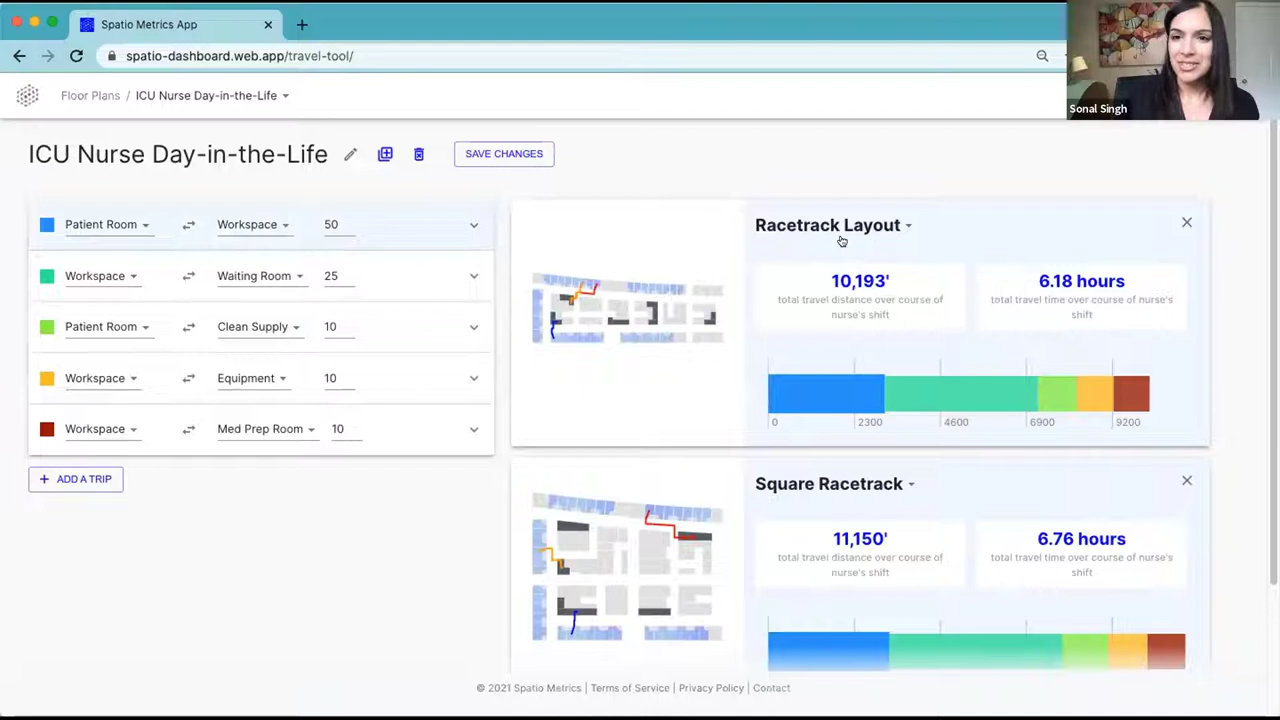 Spatio Metrics App
spatio-dashboard.web.app/travel-tool/
Sonal Singh
Floor Plans / ICU Nurse Day-in-the-Life
ICU Nurse Day-in-the-Life
SAVE CHANGES
Patient Room Workspace 50
Workspace Waiting Room 25
Patient Room Clean Supply 10
Workspace Equipment 10
Workspace Med Prep Room 10
+ ADD A TRIP
Racetrack Layout
10,193'
total travel distance over course of
nurse's shift
6.18 hours
total travel time over course of nurse's
shift
0 2300 4600 6900 9200
Square Racetrack
11,150'
total travel distance over course of
nurse's shift
6.76 hours
total travel time over course of nurse's
shift
© 2021 Spatio Metrics | Terms of Service | Privacy Policy | Contact